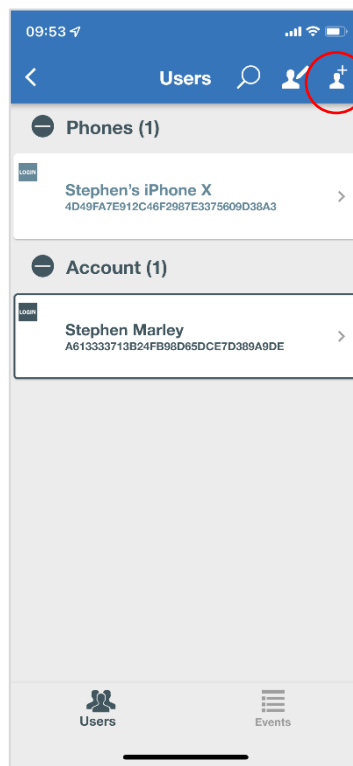 09:53
Users
Phones (1)
LOGIN
Stephen's iPhone X
4D49FA7E912C46F2987E3375609D38A3
Account (1)
LOGIN
Stephen Marley
A613333713B24FB98D65DCE7D389A9DE
Users
Events